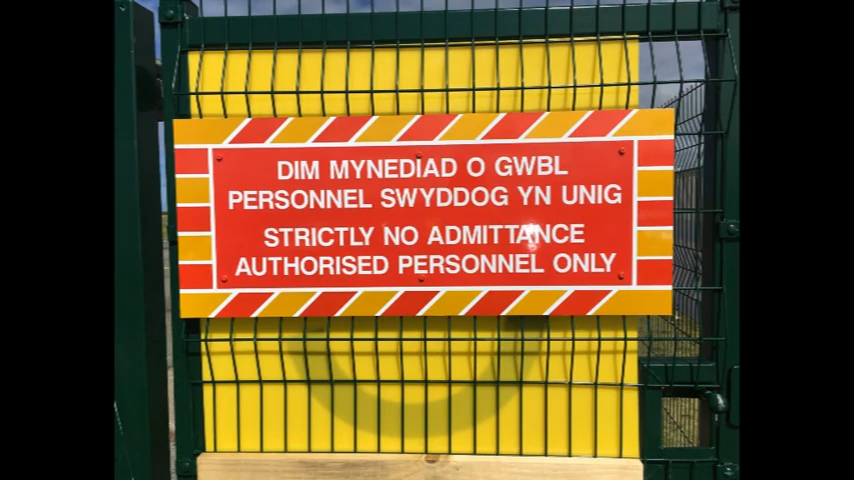 DIM MYNEDIAD O GWBL
PERSONNEL SWYDDOG YN UNIG
STRICTLY NO ADMITTANCE
AUTHORISED PERSONNEL ONLY